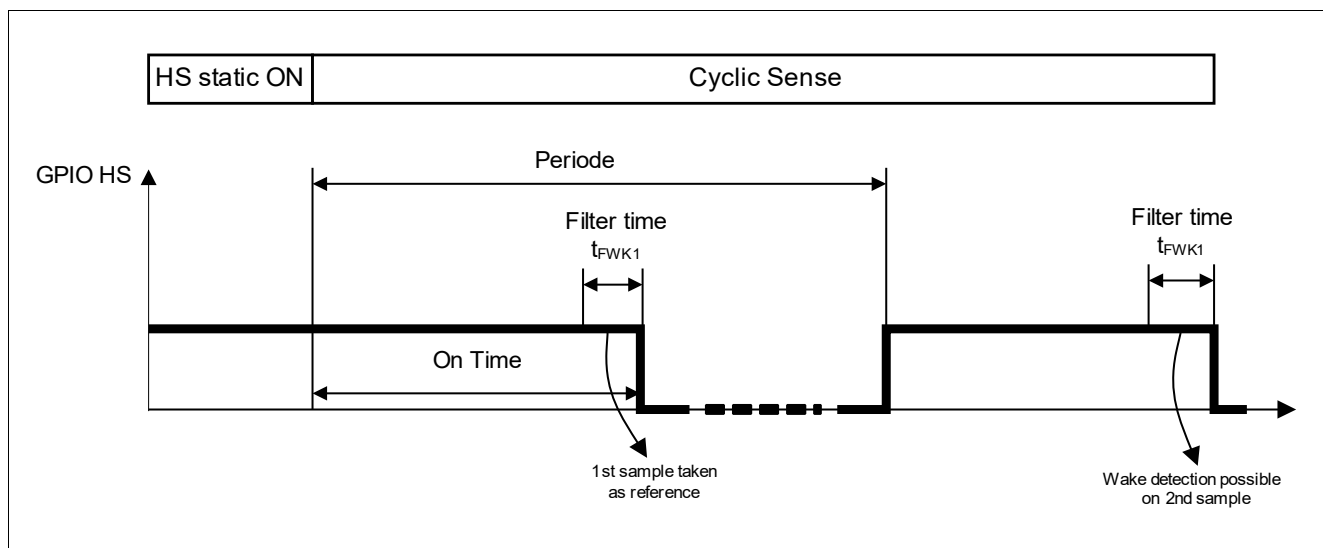 HS static ON
Cyclic Sense
GPIO HS
Periode
Filter time
tFWK1
Filter time
tFWK1
On Time
1st sample taken
as reference
Wake detection possible
on 2nd sample